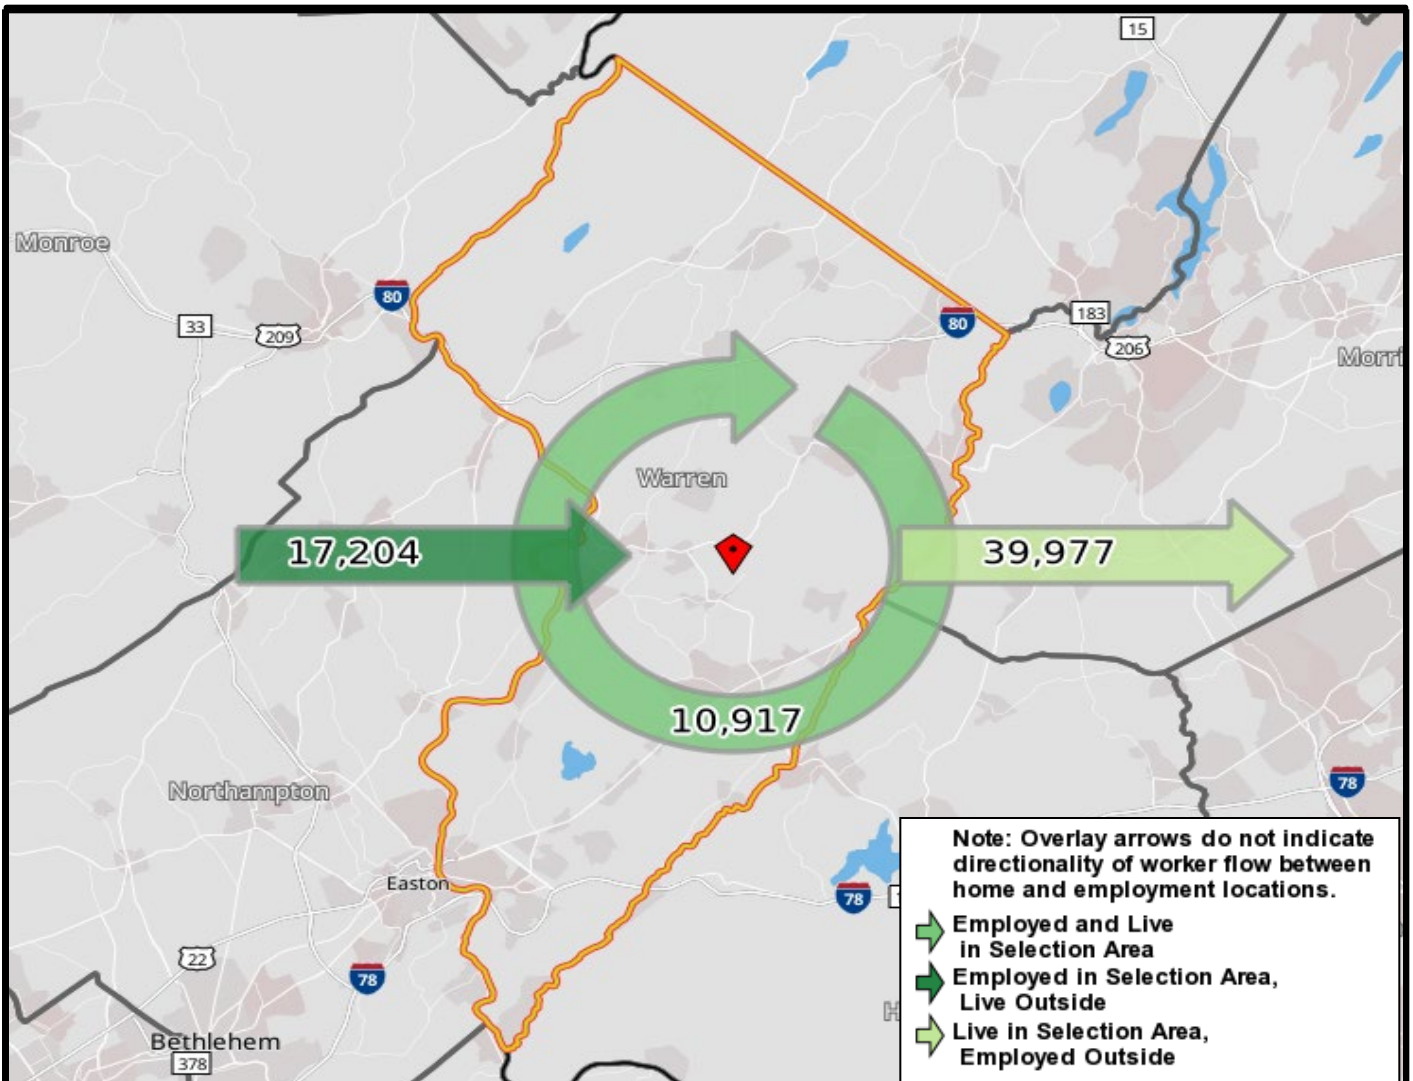 15
Monroe
80
33
209
80
183
206
Morri
Warren
17,204
39,977
10,917
Northampton
78
Easton
78
22
78
Bethlehem
378
H
Note: Overlay arrows do not indicate
directionality of worker flow between
home and employment locations.
Employed and Live
in Selection Area
Employed in Selection Area,
Live Outside
Live in Selection Area,
Employed Outside